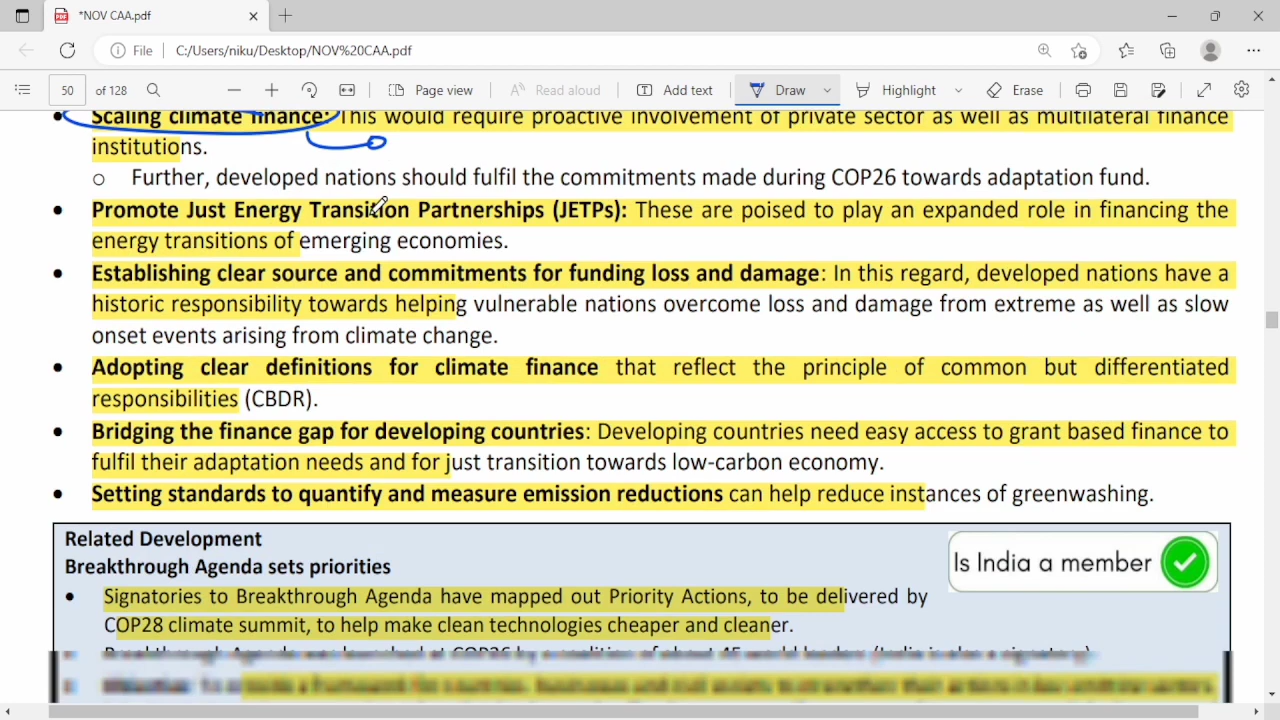 *NOV CAA.pdf
File
C:/Users/niku/Desktop/NOV%20CAA.pdf
50 of 128
Page view
Read aloud
Add text
Draw
Highlight
Erase
• Scaling climate finance: This would require proactive involvement of private sector as well as multilateral finance
institutions.
o Further, developed nations should fulfil the commitments made during COP26 towards adaptation fund.
• Promote Just Energy Transition Partnerships (JETPs): These are poised to play an expanded role in financing the
energy transitions of emerging economies.
• Establishing clear source and commitments for funding loss and damage: In this regard, developed nations have a
historic responsibility towards helping vulnerable nations overcome loss and damage from extreme as well as slow
onset events arising from climate change.
• Adopting clear definitions for climate finance that reflect the principle of common but differentiated
responsibilities (CBDR).
• Bridging the finance gap for developing countries: Developing countries need easy access to grant based finance to
fulfil their adaptation needs and for just transition towards low-carbon economy.
• Setting standards to quantify and measure emission reductions can help reduce instances of greenwashing.
Related Development
Breakthrough Agenda sets priorities
Is India a member
• Signatories to Breakthrough Agenda have mapped out Priority Actions, to be delivered by
COP28 climate summit, to help make clean technologies cheaper and cleaner.